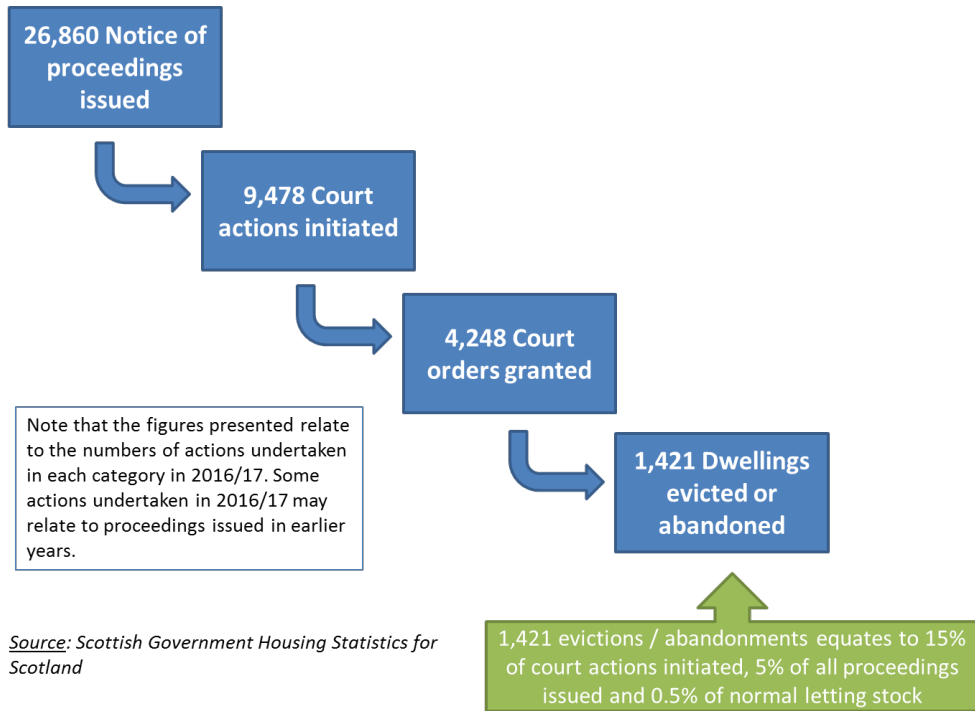 26,860 Notice of
proceedings
issued
9,478 Court
actions initiated
4,248 Court
orders granted
Note that the figures presented relate
to the numbers of actions undertaken
in each category in 2016/17. Some
actions undertaken in 2016/17 may
relate to proceedings issued in earlier
years.
1,421 Dwellings
evicted or
abandoned
Source: Scottish Government Housing Statistics for
Scotland
1,421 evictions / abandonments equates to 15%
of court actions initiated, 5% of all proceedings
issued and 0.5% of normal letting stock